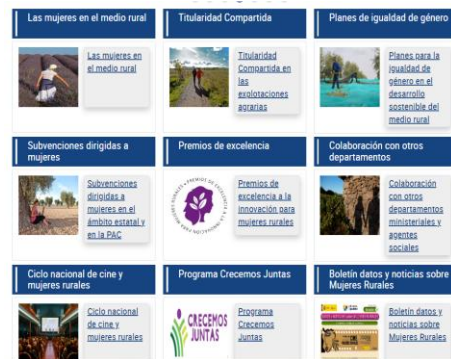 Las mujeres en el medio rural
Titularidad Compartida
Planes de igualdad de género
Las mujeres en
el medio rural
Titularidad
Compartida en
las
explotaciones
agrarias
Planes para la
igualdad de
género en el
desarrollo
sostenible del
medio rural
Subvenciones dirigidas a
mujeres
Premios de excelencia
Colaboración con otros
departamentos
Subvenciones
dirigidas a
mujeres en el
ámbito estatal y
en la PAC
Premios de
excelencia a la
innovación para
mujeres rurales
Colaboración
con otros
departamentos
ministeriales y
agentes
sociales
Ciclo nacional de cine y
mujeres rurales
Programa Crecemos Juntas
Boletín datos y noticias sobre
Mujeres Rurales
Ciclo nacional
de cine y
mujeres rurales
CRECEMOS
JUNTAS
Programa
Crecemos
Juntas
Boletín datos y
noticias sobre
Mujeres Rurales